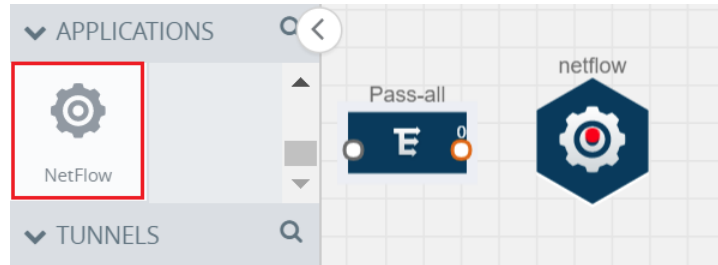 APPLICATIONS
NetFlow
TUNNELS
Pass-all
0
netflow